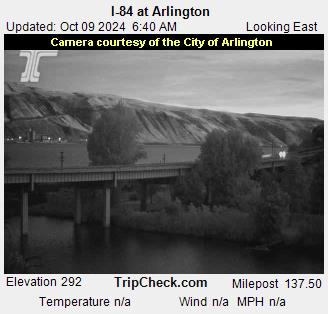 I-84 at Arlington
Updated: Oct 09 2024 6:40 AM Looking East
Camera courtesy of the City of Arlington
Elevation 292 TripCheck.com Milepost 137.50
Temperature n/a Wind n/a MPH n/a